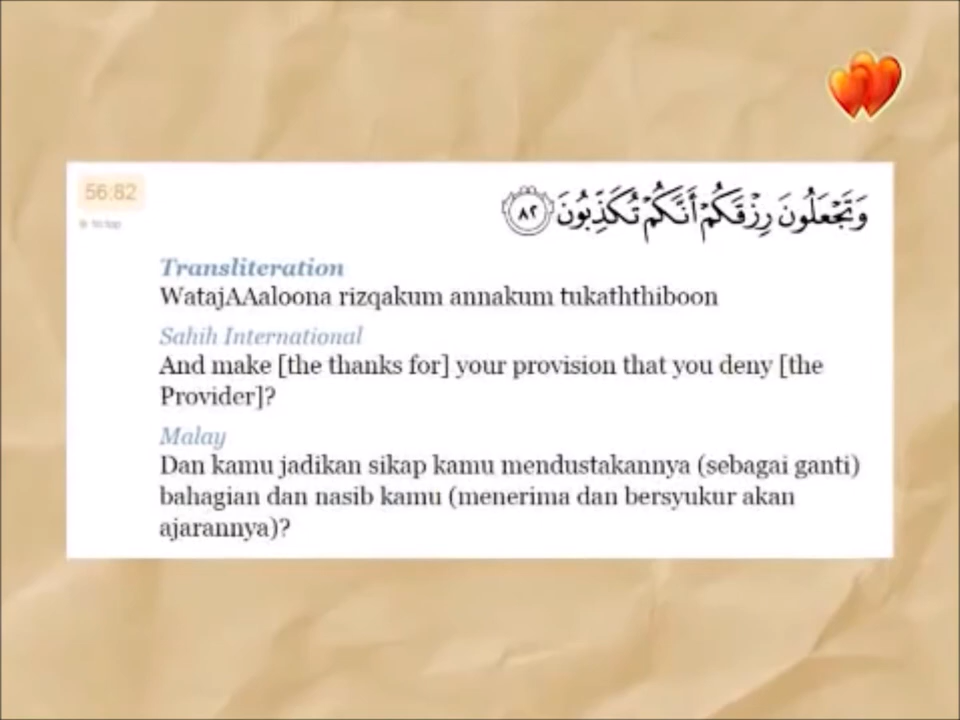 56:82
وَتَجْعَلُونَ رِزْقَكُمْ أَنَّكُمْ تُكَذِّبُونَ ٨٢
to top
Transliteration
WatajAAaloona rizqakum annakum tukaththiboon
Sahih International
And make [the thanks for] your provision that you deny [the
Provider]?
Malay
Dan kamu jadikan sikap kamu mendustakannya (sebagai ganti)
bahagian dan nasib kamu (menerima dan bersyukur akan
ajarannya)?